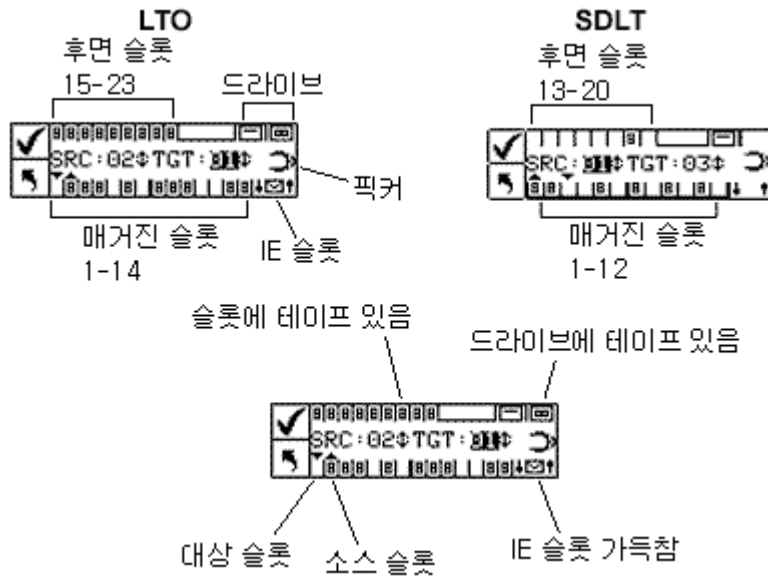 LTO
후면 슬롯
15-23
드라이브
SRC:02 TGT:01
픽커
매거진 슬롯
1-14
IE 슬롯
SDLT
후면 슬롯
13-20
SRC:01 TGT:03
매거진 슬롯
1-12
슬롯에 테이프 있음
드라이브에 테이프 있음
SRC:02 TGT:01
대상 슬롯
소스 슬롯
IE 슬롯 가득참